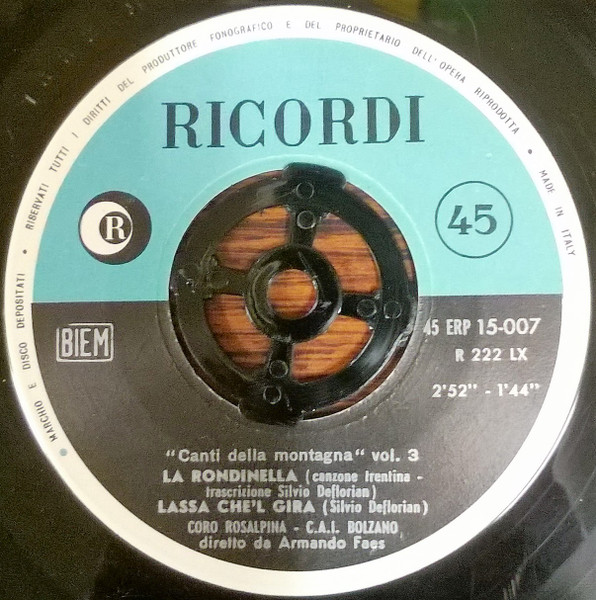 MARCHIO E DISCO DEPOSITATI • RISERVATI TUTTI I DIRITTI DEL PRODUTTORE FONOGRAFICO E DEL PROPRIETARIO DELL'OPERA RIPRODOTTA • MADE IN ITALY
RICORDI
R
45
BIEM
45 ERP 15-007
R 222 LX
2'52" - 1'44"
"Canti della montagna" vol. 3
LA RONDINELLA (canzone trentina -
trascrizione Silvio Deflorian)
LASSA CHE'L GIRA (Silvio Deflorian)
CORO ROSALPINA - C.A.I. BOLZANO
diretto da Armando Faes